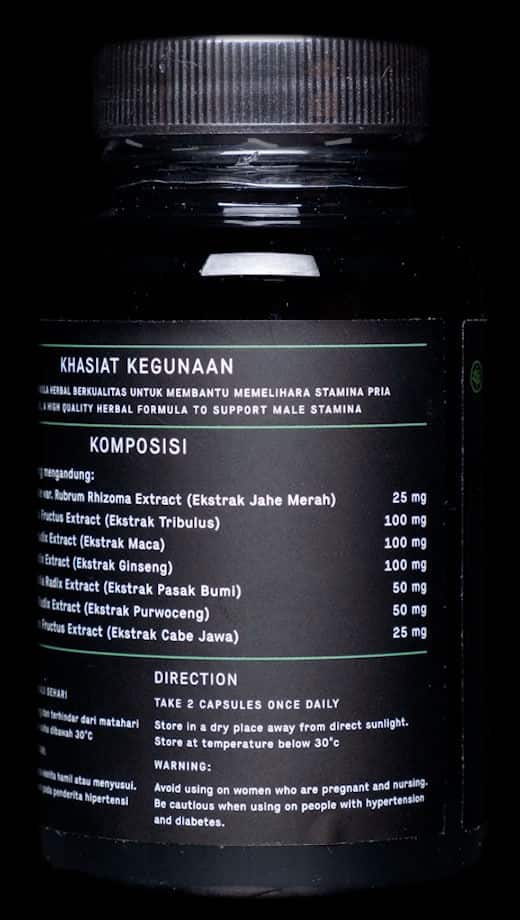 KHASIAT KEGUNAAN
HERBAL BERKUALITAS UNTUK MEMBANTU MEMELIHARA STAMINA PRIA
A HIGH QUALITY HERBAL FORMULA TO SUPPORT MALE STAMINA
KOMPOSISI
mengandung:
var. Rubrum Rhizoma Extract (Ekstrak Jahe Merah) 25 mg
Fructus Extract (Ekstrak Tribulus) 100 mg
Extract (Ekstrak Maca) 100 mg
Extract (Ekstrak Ginseng) 100 mg
Radix Extract (Ekstrak Pasak Bumi) 50 mg
Extract (Ekstrak Purwoceng) 50 mg
Fructus Extract (Ekstrak Cabe Jawa) 25 mg
SEHARI
dan terhindar dari matahari
dibawah 30°C
wanita hamil atau menyusui.
pada penderita hipertensi
DIRECTION
TAKE 2 CAPSULES ONCE DAILY
Store in a dry place away from direct sunlight.
Store at temperature below 30°c
WARNING:
Avoid using on women who are pregnant and nursing.
Be cautious when using on people with hypertension
and diabetes.